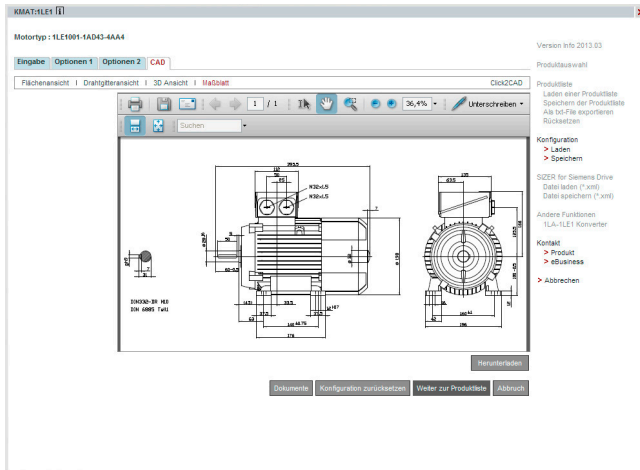 KMAT:1LE1 i
Motortyp : 1LE1001-1AD43-4AA4
Eingabe Optionen 1 Optionen 2 CAD
Flächenansicht I Drahtgitteransicht I 3D Ansicht I Maßblatt Click2CAD
1 / 1 36,4% Unterschreiben
Suchen
M32x1.5
M32x1.5
DIN332-DR M10
Herunterladen
Dokumente Konfiguration zurücksetzen Weiter zur Produktliste Abbruch
Version Info 2013.03
Produktauswahl
Produktliste
Laden einer Produktliste
Speichern der Produktliste
Als txt-File exportieren
Rücksetzen
Konfiguration
> Laden
> Speichern
SIZER for Siemens Drive
Datei laden (*.xml)
Datei speichern (*.xml)
Andere Funktionen
1LA-1LE1 Konverter
Kontakt
> Produkt
> eBusiness
> Abbrechen